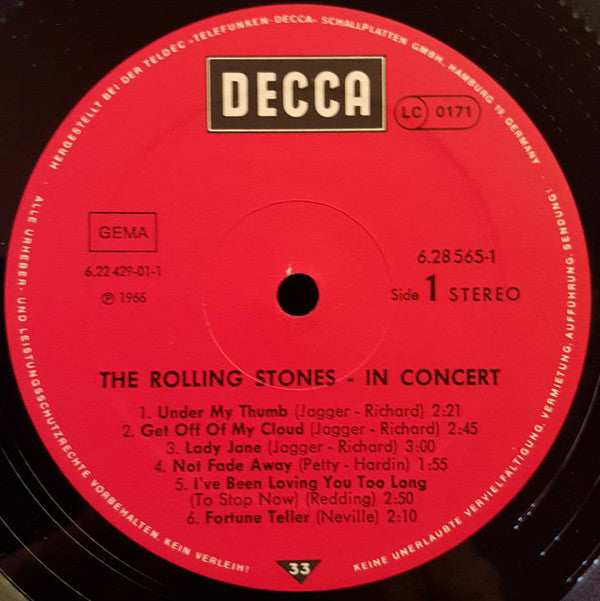 HERGESTELLT BEI DER TELDEC »TELEFUNKEN-DECCA« SCHALLPLATTEN GMBH, HAMBURG 19, GERMANY
DECCA
LC 0171
GEMA
6.22 429-01-1
℗ 1966
6.28 565-1
Side 1 STEREO
THE ROLLING STONES - IN CONCERT
1. Under My Thumb (Jagger - Richard) 2:21
2. Get Off Of My Cloud (Jagger - Richard) 2:45
3. Lady Jane (Jagger - Richard) 3:00
4. Not Fade Away (Petty - Hardin) 1:55
5. I've Been Loving You Too Long
(To Stop Now) (Redding) 2:50
6. Fortune Teller (Neville) 2:10
33
ALLE URHEBER- UND LEISTUNGSSCHUTZRECHTE VORBEHALTEN. KEIN VERLEIH!
KEINE UNERLAUBTE VERVIELFÄLTIGUNG, VERMIETUNG, AUFFÜHRUNG, SENDUNG!